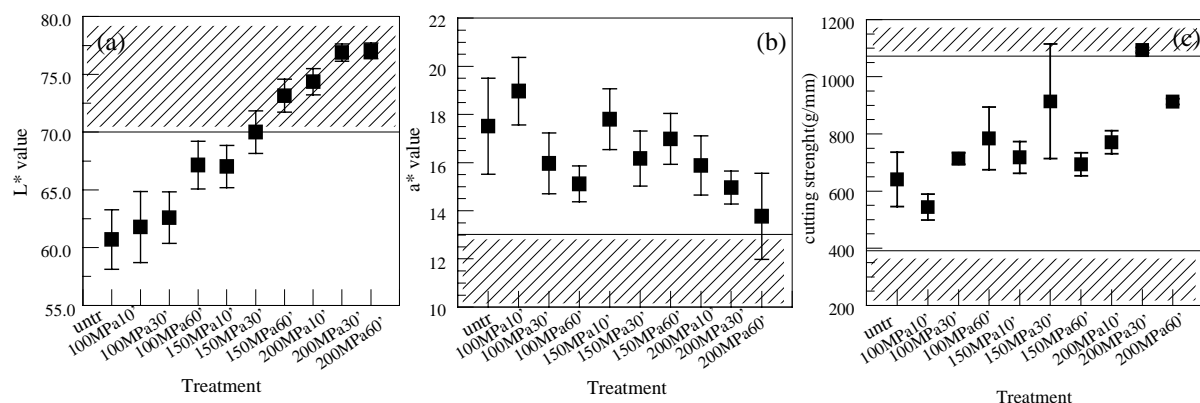 (a)
80.0
75.0
70.0
65.0
60.0
55.0
L* value
untr
100MPa10'
100MPa30'
100MPa60'
150MPa10'
150MPa30'
150MPa60'
200MPa10'
200MPa30'
200MPa60'
Treatment
(b)
22
20
18
16
14
12
10
a* value
untr
100MPa10'
100MPa30'
100MPa60'
150MPa10'
150MPa30'
150MPa60'
200MPa10'
200MPa30'
200MPa60'
Treatment
(c)
1200
1000
800
600
400
200
cutting strenght(g/mm)
untr
100MPa10'
100MPa30'
100MPa60'
150MPa10'
150MPa30'
150MPa60'
200MPa10'
200MPa30'
200MPa60'
Treatment